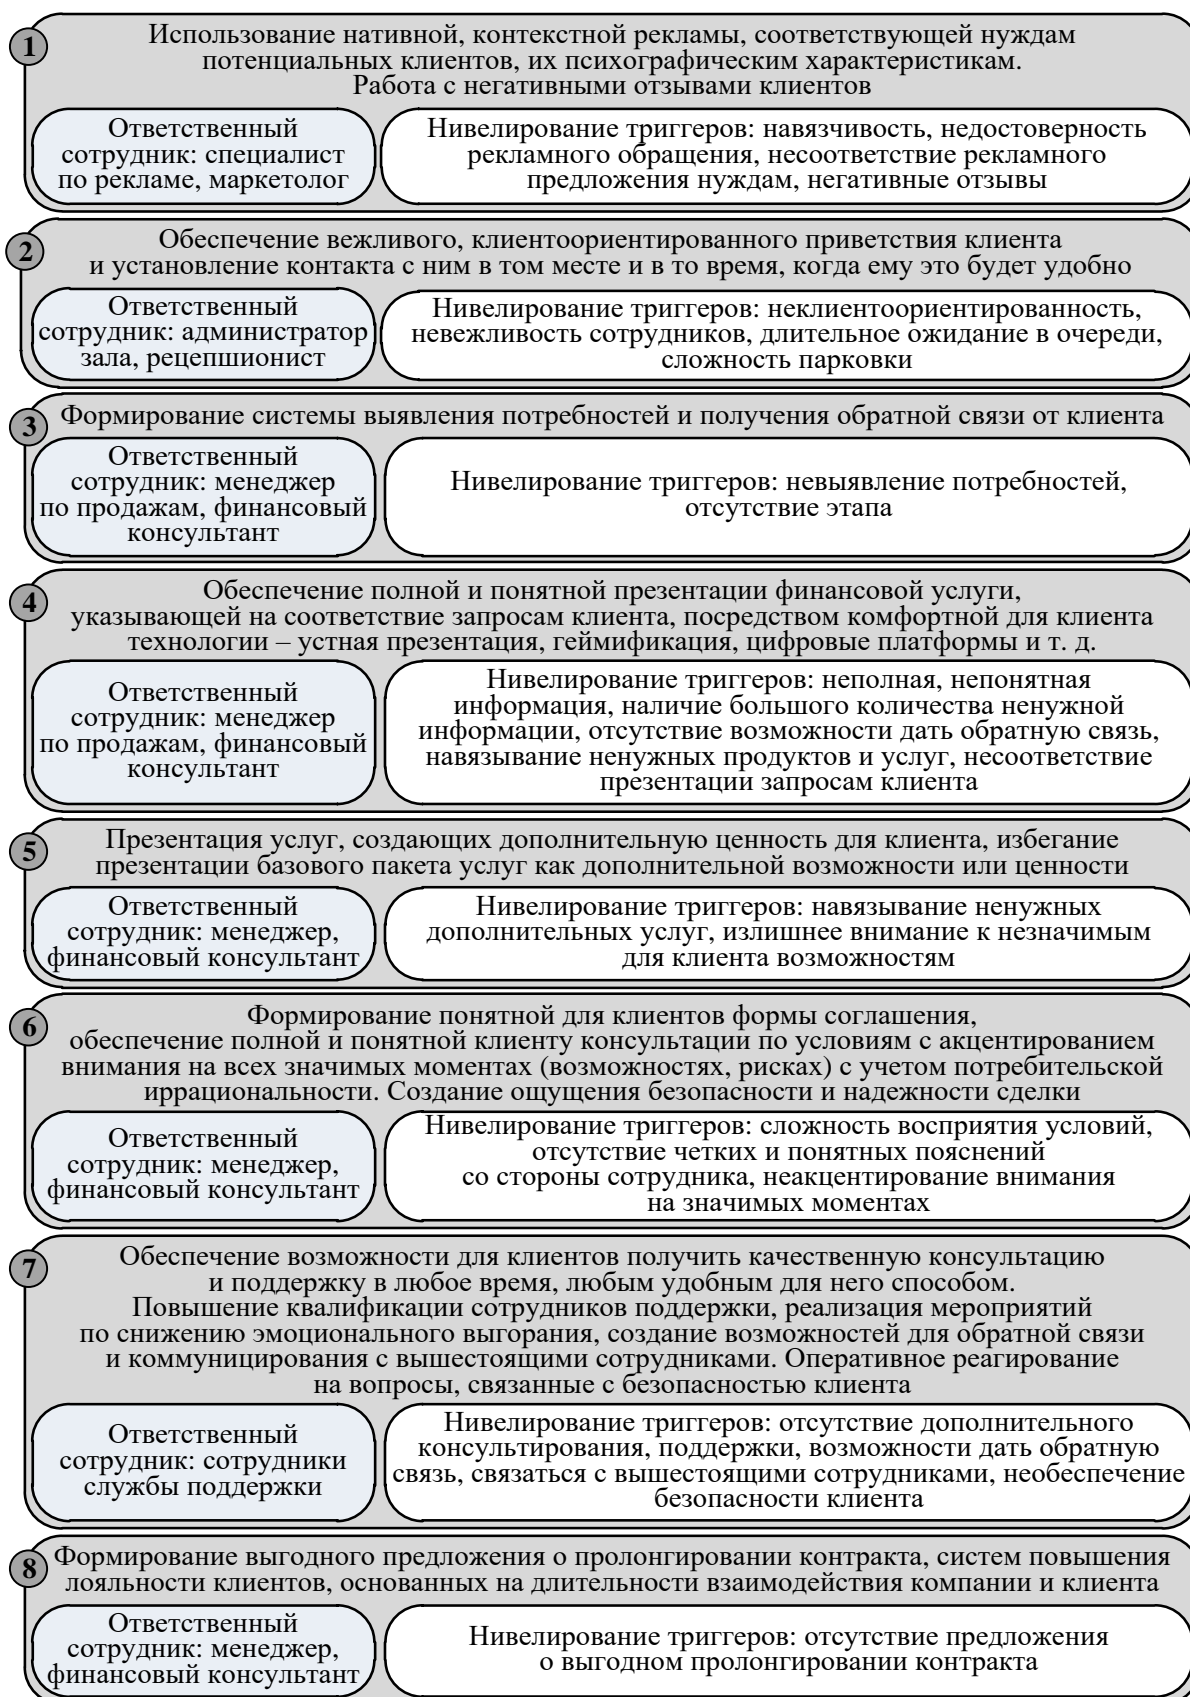 1
Использование нативной, контекстной рекламы, соответствующей нуждам
потенциальных клиентов, их психографическим характеристикам.
Работа с негативными отзывами клиентов
Ответственный
сотрудник: специалист
по рекламе, маркетолог
Нивелирование триггеров: навязчивость, недостоверность
рекламного обращения, несоответствие рекламного
предложения нуждам, негативные отзывы
2
Обеспечение вежливого, клиентоориентированного приветствия клиента
и установление контакта с ним в том месте и в то время, когда ему это будет удобно
Ответственный
сотрудник: администратор
зала, рецепшионист
Нивелирование триггеров: неклиентоориентированность,
невежливость сотрудников, длительное ожидание в очереди,
сложность парковки
3
Формирование системы выявления потребностей и получения обратной связи от клиента
Ответственный
сотрудник: менеджер
по продажам, финансовый
консультант
Нивелирование триггеров: невыявление потребностей,
отсутствие этапа
4
Обеспечение полной и понятной презентации финансовой услуги,
указывающей на соответствие запросам клиента, посредством комфортной для клиента
технологии – устная презентация, геймификация, цифровые платформы и т. д.
Ответственный
сотрудник: менеджер
по продажам, финансовый
консультант
Нивелирование триггеров: неполная, непонятная
информация, наличие большого количества ненужной
информации, отсутствие возможности дать обратную связь,
навязывание ненужных продуктов и услуг, несоответствие
презентации запросам клиента
5
Презентация услуг, создающих дополнительную ценность для клиента, избегание
презентации базового пакета услуг как дополнительной возможности или ценности
Ответственный
сотрудник: менеджер,
финансовый консультант
Нивелирование триггеров: навязывание ненужных
дополнительных услуг, излишнее внимание к незначимым
для клиента возможностям
6
Формирование понятной для клиентов формы соглашения,
обеспечение полной и понятной клиенту консультации по условиям с акцентированием
внимания на всех значимых моментах (возможностях, рисках) с учетом потребительской
иррациональности. Создание ощущения безопасности и надежности сделки
Ответственный
сотрудник: менеджер,
финансовый консультант
Нивелирование триггеров: сложность восприятия условий,
отсутствие четких и понятных пояснений
со стороны сотрудника, неакцентирование внимания
на значимых моментах
7
Обеспечение возможности для клиентов получить качественную консультацию
и поддержку в любое время, любым удобным для него способом.
Повышение квалификации сотрудников поддержки, реализация мероприятий
по снижению эмоционального выгорания, создание возможностей для обратной связи
и коммуницирования с вышестоящими сотрудниками. Оперативное реагирование
на вопросы, связанные с безопасностью клиента
Ответственный
сотрудник: сотрудники
службы поддержки
Нивелирование триггеров: отсутствие дополнительного
консультирования, поддержки, возможности дать обратную
связь, связаться с вышестоящими сотрудниками, необеспечение
безопасности клиента
8
Формирование выгодного предложения о пролонгировании контракта, систем повышения
лояльности клиентов, основанных на длительности взаимодействия компании и клиента
Ответственный
сотрудник: менеджер,
финансовый консультант
Нивелирование триггеров: отсутствие предложения
о выгодном пролонгировании контракта